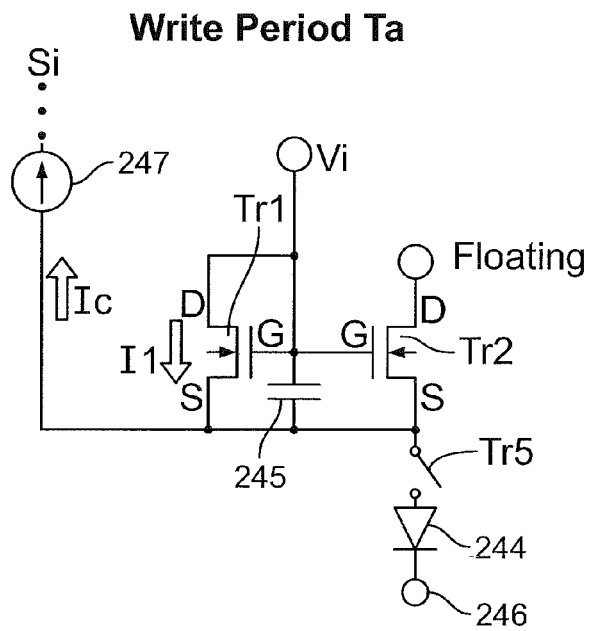 Write Period Ta
Si
247
Vi
Tr1
Floating
Ic
D
D
I1
G
G
Tr2
S
S
245
Tr5
244
246